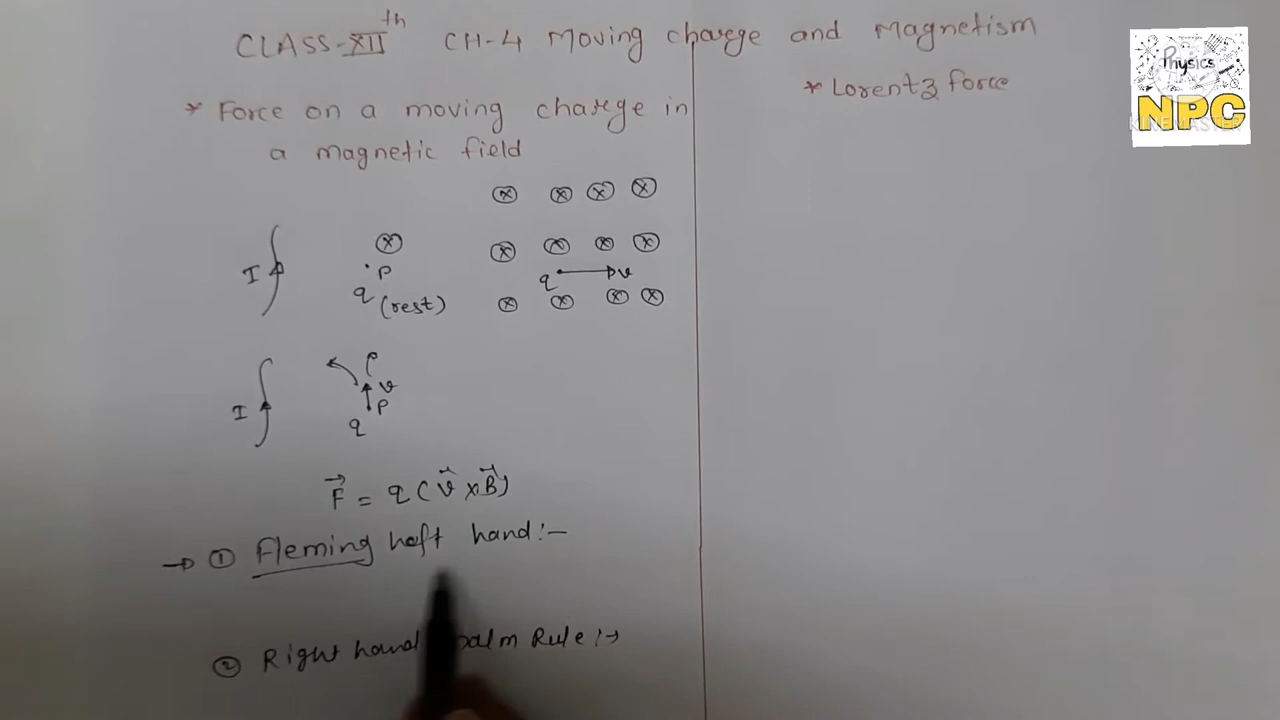 CLASS-XIIth CH-4 Moving charge and Magnetism
* Force on a moving charge in
a magnetic field
I
P
q (rest)
q v
I
P
v
P
q
F⃗ = q(v⃗ × B⃗)
→ ① Fleming Left hand:-
② Right hand palm Rule:→
* Lorentz force
Physics
NPC